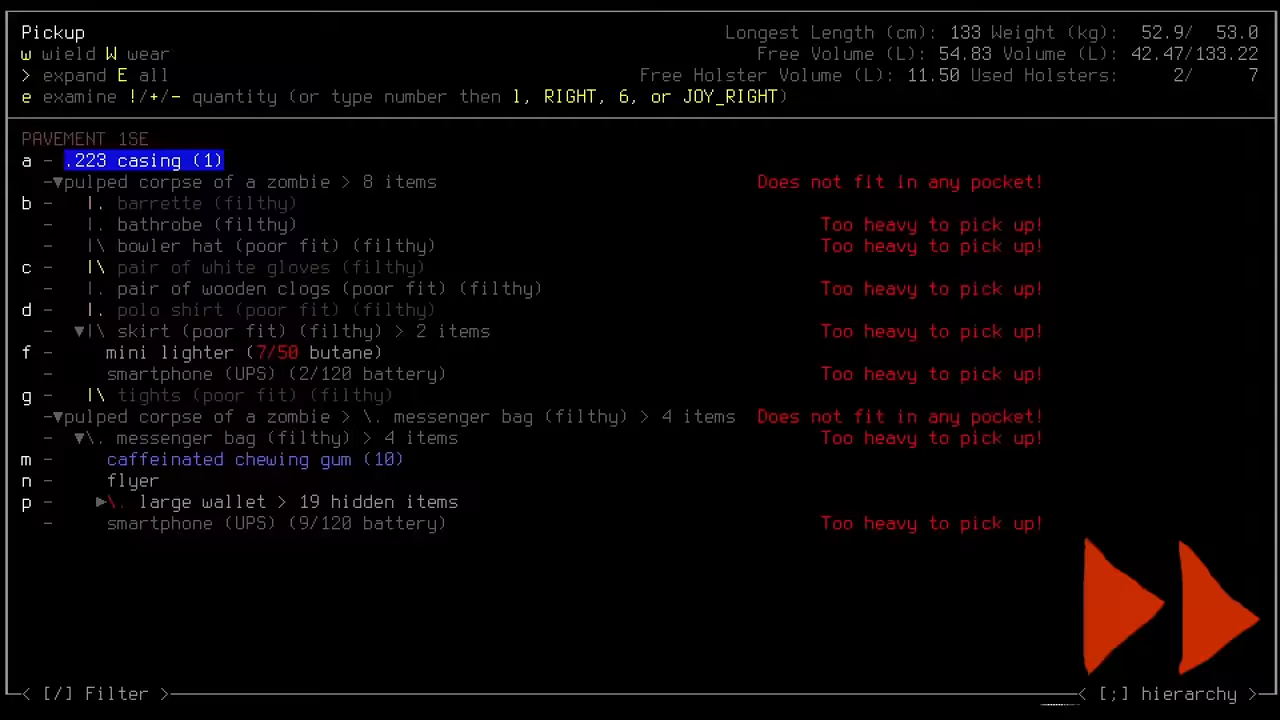 Pickup Longest Length (cm): 133 Weight (kg): 52.9/ 53.0
w wield W wear Free Volume (L): 54.83 Volume (L): 42.47/133.22
> expand E all Free Holster Volume (L): 11.50 Used Holsters: 2/ 7
e examine !/+/- quantity (or type number then l, RIGHT, 6, or JOY_RIGHT)
PAVEMENT 1SE
a - .223 casing (1)
-▼pulped corpse of a zombie > 8 items Does not fit in any pocket!
b - |. barrette (filthy)
- |. bathrobe (filthy) Too heavy to pick up!
- |\ bowler hat (poor fit) (filthy) Too heavy to pick up!
c - |\ pair of white gloves (filthy)
- |. pair of wooden clogs (poor fit) (filthy) Too heavy to pick up!
d - |. polo shirt (poor fit) (filthy)
- ▼|\ skirt (poor fit) (filthy) > 2 items Too heavy to pick up!
f - mini lighter (7/50 butane)
- smartphone (UPS) (2/120 battery) Too heavy to pick up!
g - |\ tights (poor fit) (filthy)
-▼pulped corpse of a zombie > \. messenger bag (filthy) > 4 items Does not fit in any pocket!
- ▼\. messenger bag (filthy) > 4 items Too heavy to pick up!
m - caffeinated chewing gum (10)
n - flyer
p - ▶\. large wallet > 19 hidden items
- smartphone (UPS) (9/120 battery) Too heavy to pick up!
< [/] Filter > < [;] hierarchy >